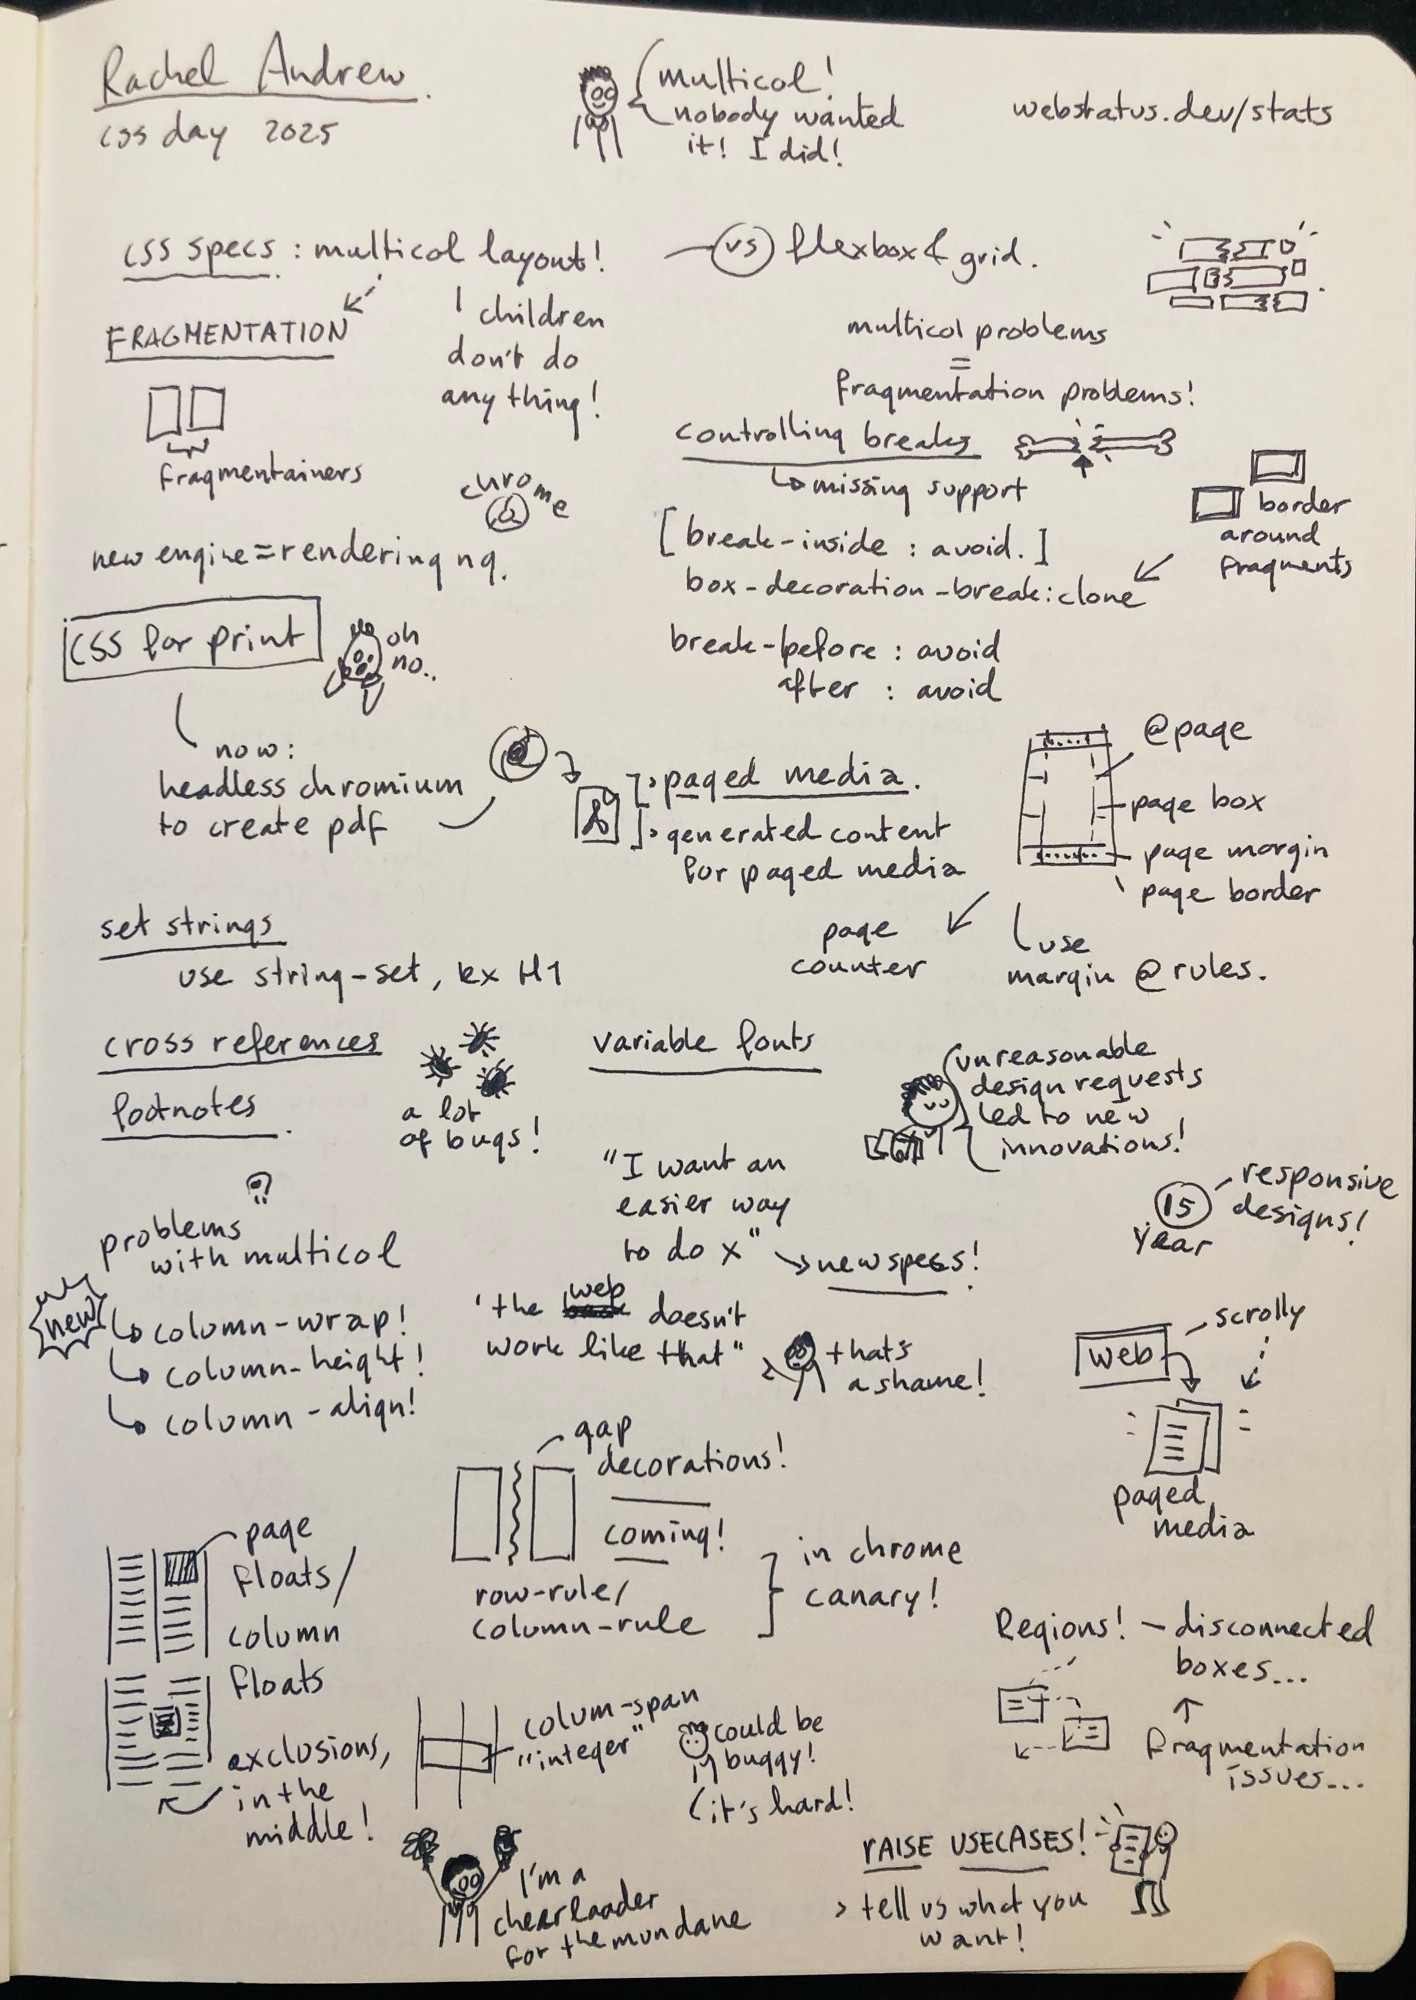 Rachel Andrew.
css day 2025
multicol!
nobody wanted
it! I did!
webstatus.dev/stats
css specs : multicol layout!
vs flexbox & grid.
FRAGMENTATION
children
don't do
anything!
fragmentainers
multicol problems
=
fragmentation problems!
controlling breaks
missing support
border
around
fragments
[break-inside : avoid.]
box-decoration-break:clone
break-before : avoid
after : avoid
chrome
new engine = rendering ng.
css for print
oh
no..
now:
headless chromium
to create pdf
paged media.
generated content
for paged media
@page
page box
page margin
page border
page
counter
use
margin @ rules.
set strings
use string-set, ex H1
cross references
footnotes.
a lot
of bugs!
variable fonts
unreasonable
design requests
led to new
innovations!
"I want an
easier way
to do x"
new specs!
15
year
responsive
designs!
?
problems
with multicol
new
column-wrap!
column-height!
column-align!
'the web doesn't
work like that"
thats
a shame!
web
scrolly
paged
media
gap
decorations!
coming!
row-rule/
column-rule
in chrome
canary!
page
floats/
column
floats
exclusions,
in the
middle!
colum-span
"integer"
could be
buggy!
(it's hard!
Regions! - disconnected
boxes...
fragmentation
issues...
I'm a
cheerlaader
for the mundane
RAISE USECASES!
> tell us what you
want!